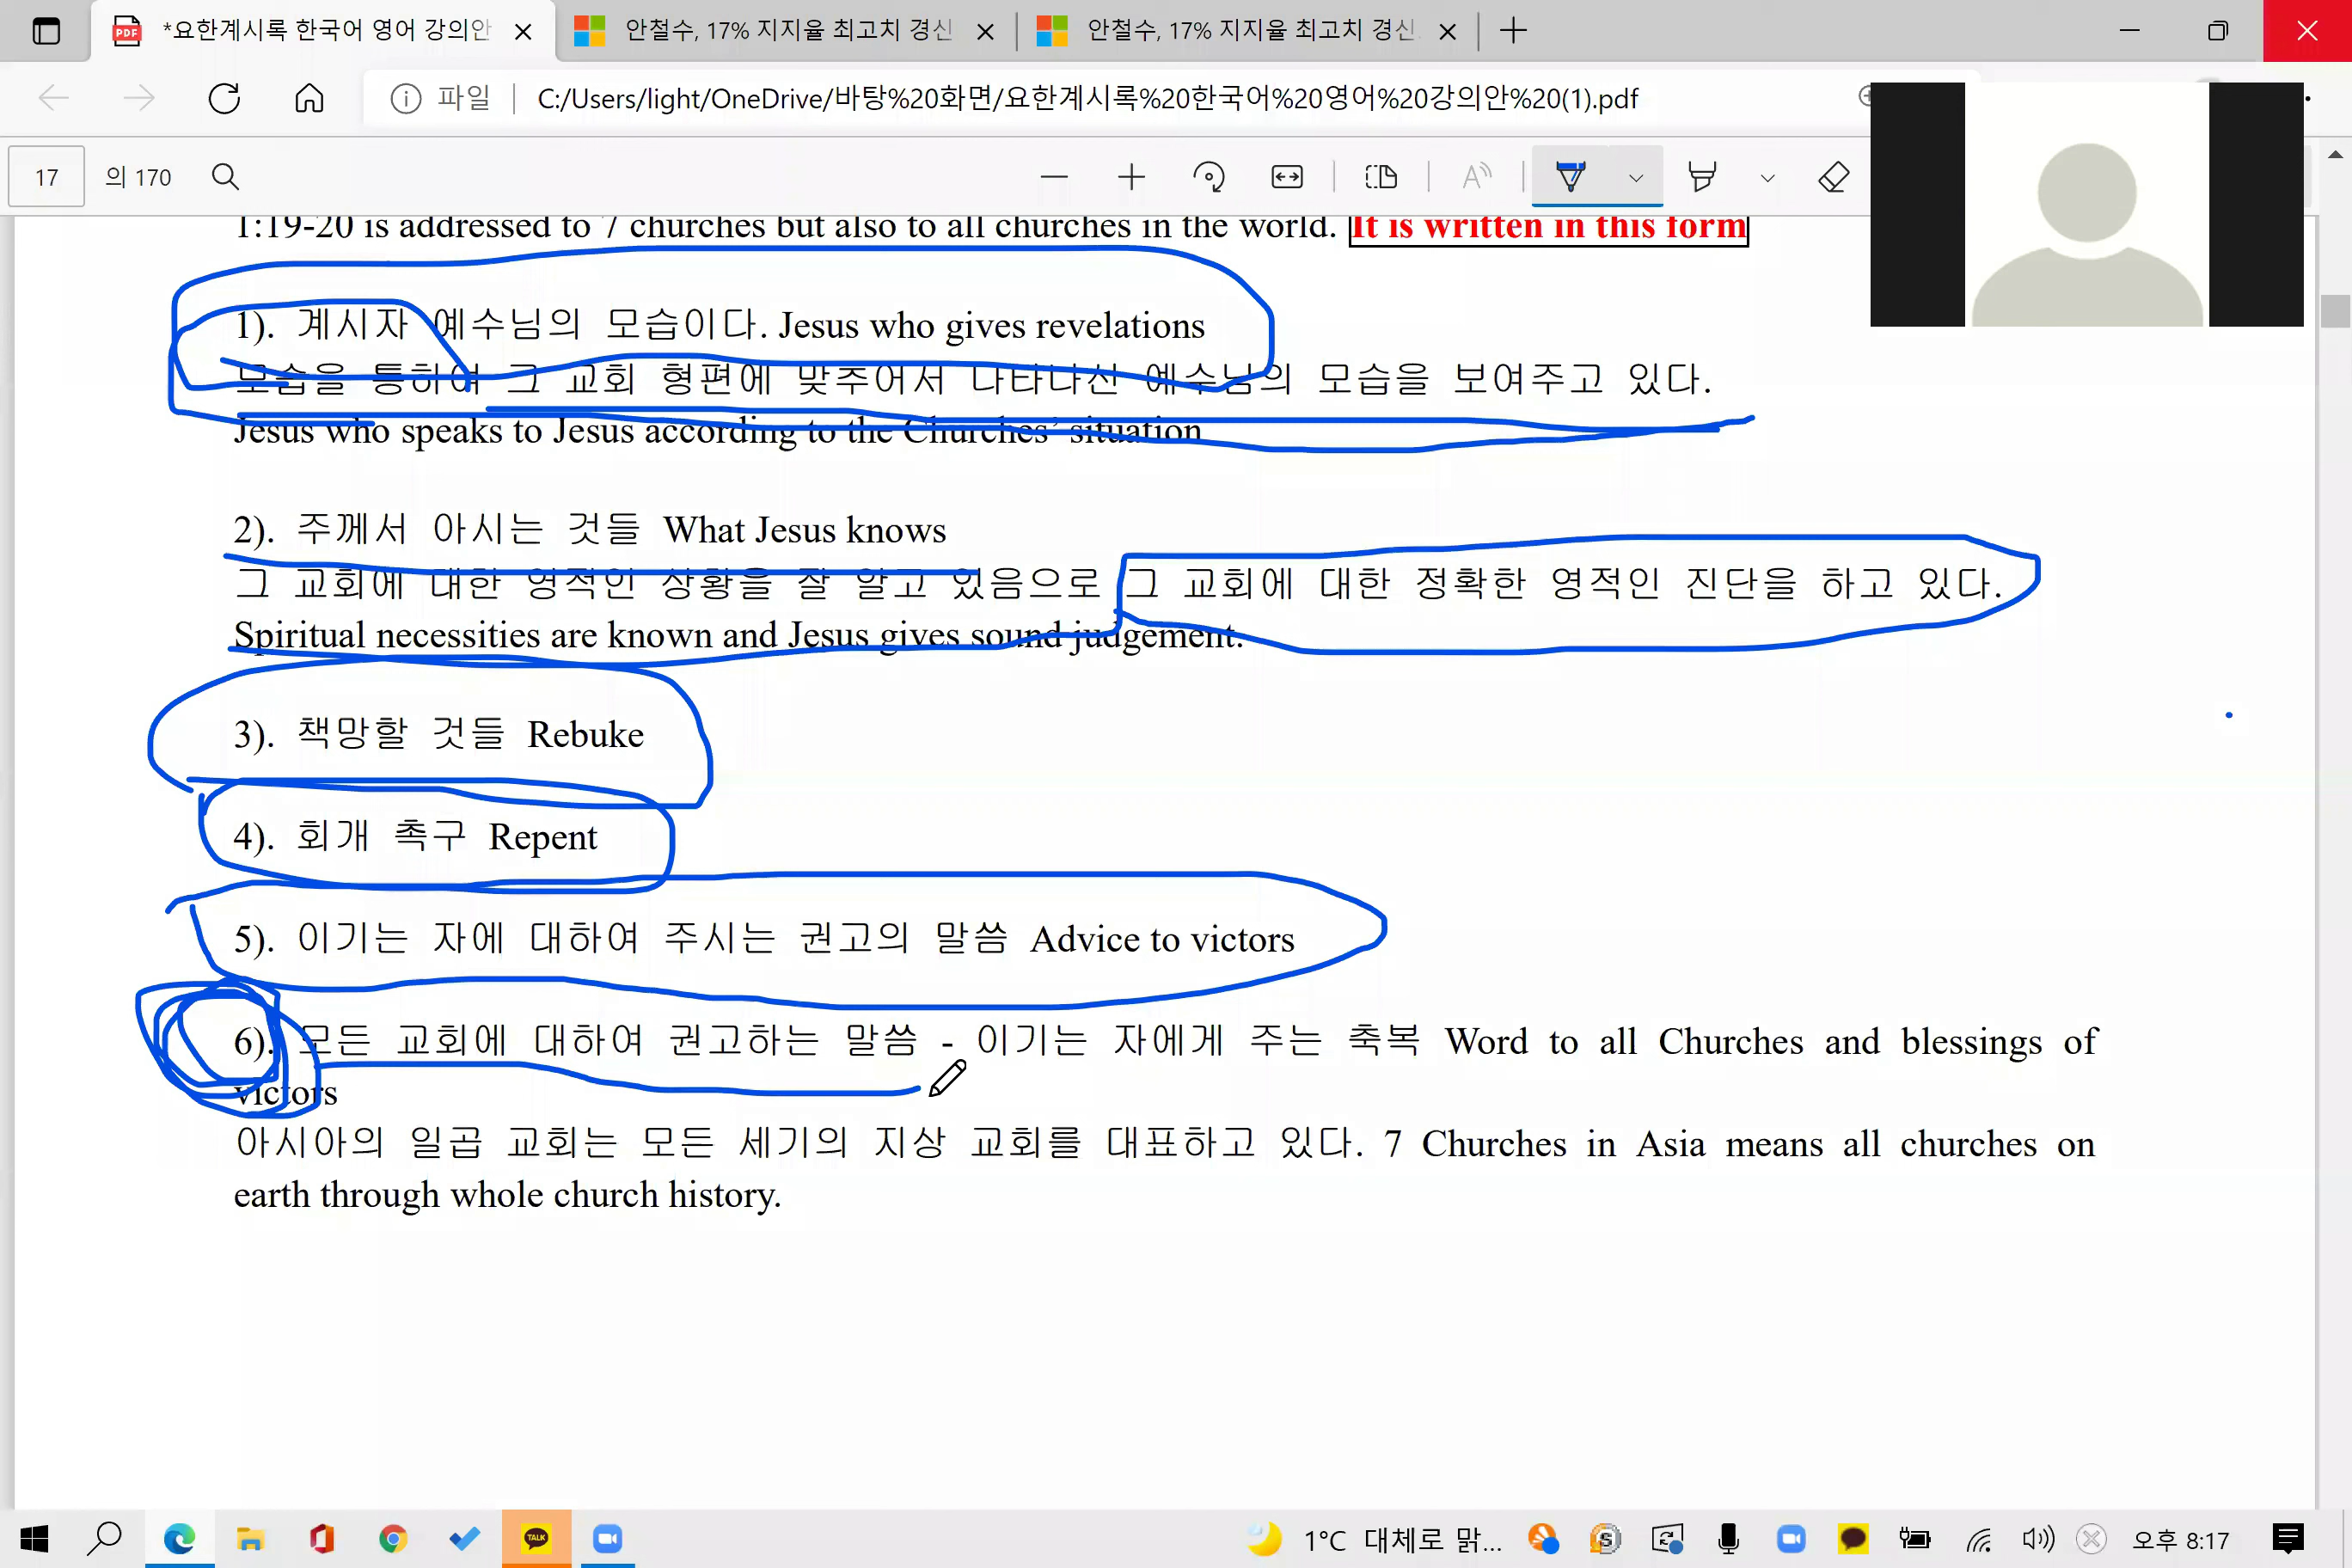 *요한계시록 한국어 영어 강의안
안철수, 17% 지지율 최고치 경신
안철수, 17% 지지율 최고치 경신
파일
C:/Users/light/OneDrive/바탕%20화면/요한계시록%20한국어%20영어%20강의안%20(1).pdf
17 의 170
1:19-20 is addressed to 7 churches but also to all churches in the world. It is written in this form
1). 계시자 예수님의 모습이다. Jesus who gives revelations
모습을 통하여 그 교회 형편에 맞추어서 나타나신 예수님의 모습을 보여주고 있다.
Jesus who speaks to Jesus according to the Churches' situation
2). 주께서 아시는 것들 What Jesus knows
그 교회에 대한 영적인 상황을 잘 알고 있음으로 그 교회에 대한 정확한 영적인 진단을 하고 있다.
Spiritual necessities are known and Jesus gives sound judgement.
3). 책망할 것들 Rebuke
4). 회개 촉구 Repent
5). 이기는 자에 대하여 주시는 권고의 말씀 Advice to victors
6). 모든 교회에 대하여 권고하는 말씀 - 이기는 자에게 주는 축복 Word to all Churches and blessings of
victors
아시아의 일곱 교회는 모든 세기의 지상 교회를 대표하고 있다. 7 Churches in Asia means all churches on
earth through whole church history.
1°C 대체로 맑... 오후 8:17